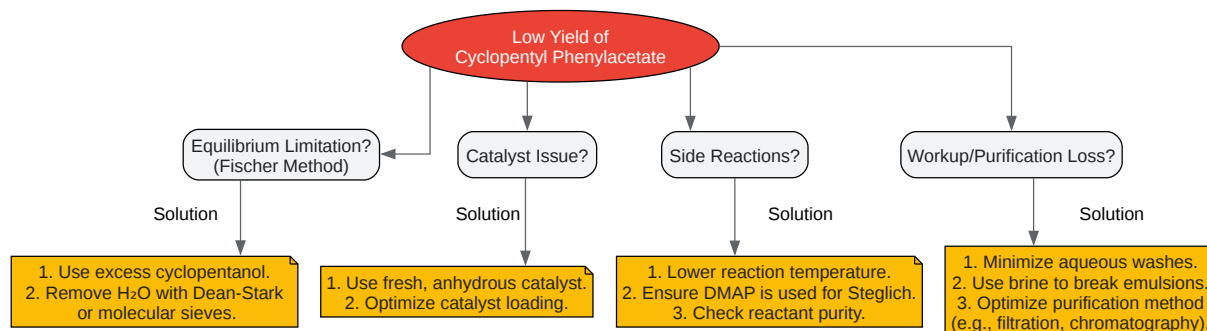 Low Yield of
Cyclopentyl Phenylacetate
Equilibrium Limitation?
(Fischer Method)
Catalyst Issue?
Side Reactions?
Workup/Purification Loss?
Solution
Solution
Solution
Solution
1. Use excess cyclopentanol.
2. Remove H₂O with Dean-Stark
or molecular sieves.
1. Use fresh, anhydrous catalyst.
2. Optimize catalyst loading.
1. Lower reaction temperature.
2. Ensure DMAP is used for Steglich.
3. Check reactant purity.
1. Minimize aqueous washes.
2. Use brine to break emulsions.
3. Optimize purification method
(e.g., filtration, chromatography).